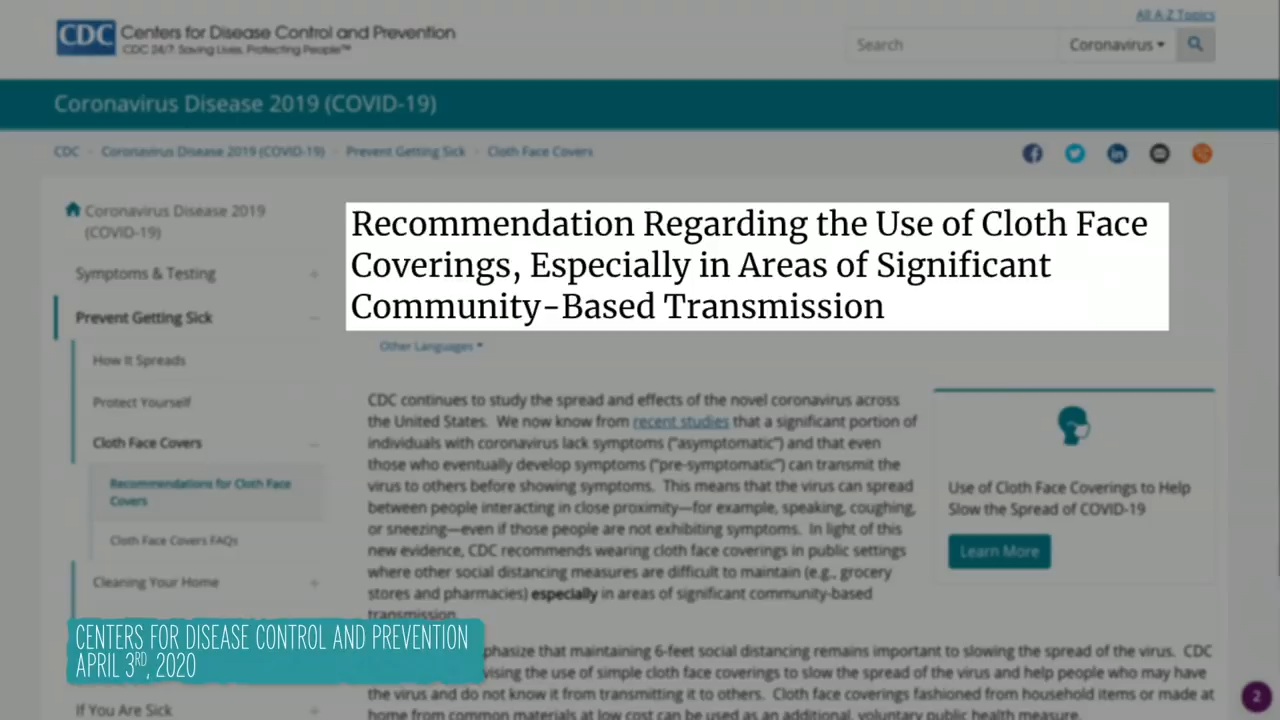 All A-Z Topics
CDC Centers for Disease Control and Prevention
CDC 24/7: Saving Lives, Protecting People™
Search
Coronavirus
Coronavirus Disease 2019 (COVID-19)
CDC Coronavirus Disease 2019 (COVID-19) Prevent Getting Sick Cloth Face Covers
Coronavirus Disease 2019
(COVID-19)
Symptoms & Testing +
Prevent Getting Sick –
How It Spreads
Protect Yourself
Cloth Face Covers –
Recommendations for Cloth Face
Covers
Cloth Face Covers FAQs
Cleaning Your Home +
If You Are Sick +
Recommendation Regarding the Use of Cloth Face
Coverings, Especially in Areas of Significant
Community-Based Transmission
Other Languages
CDC continues to study the spread and effects of the novel coronavirus across
the United States. We now know from recent studies that a significant portion of
individuals with coronavirus lack symptoms (“asymptomatic”) and that even
those who eventually develop symptoms (“pre-symptomatic”) can transmit the
virus to others before showing symptoms. This means that the virus can spread
between people interacting in close proximity—for example, speaking, coughing,
or sneezing—even if those people are not exhibiting symptoms. In light of this
new evidence, CDC recommends wearing cloth face coverings in public settings
where other social distancing measures are difficult to maintain (e.g., grocery
stores and pharmacies) especially in areas of significant community-based
transmission.
phasize that maintaining 6-feet social distancing remains important to slowing the spread of the virus. CDC
vising the use of simple cloth face coverings to slow the spread of the virus and help people who may have
the virus and do not know it from transmitting it to others. Cloth face coverings fashioned from household items or made at
home from common materials at low cost can be used as an additional, voluntary public health measure.
Use of Cloth Face Coverings to Help
Slow the Spread of COVID-19
Learn More
CENTERS FOR DISEASE CONTROL AND PREVENTION
APRIL 3RD, 2020
2